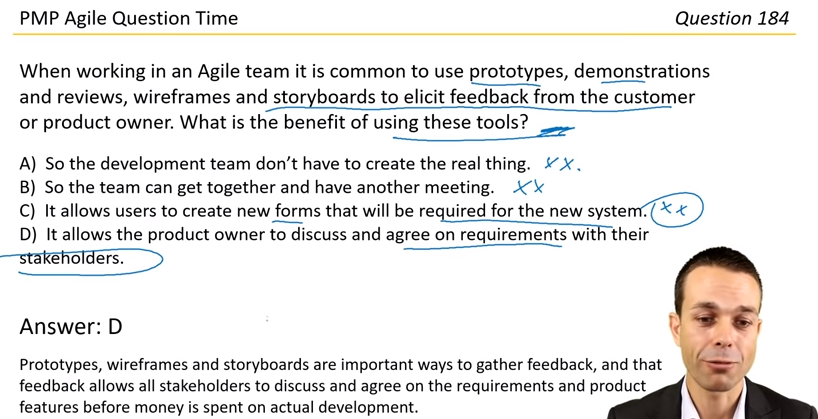 PMP Agile Question Time
Question 184
When working in an Agile team it is common to use prototypes, demonstrations
and reviews, wireframes and storyboards to elicit feedback from the customer
or product owner. What is the benefit of using these tools?
A) So the development team don't have to create the real thing. x x.
B) So the team can get together and have another meeting. x x
C) It allows users to create new forms that will be required for the new system. x x
D) It allows the product owner to discuss and agree on requirements with their
stakeholders.
Answer: D
Prototypes, wireframes and storyboards are important ways to gather feedback, and that
feedback allows all stakeholders to discuss and agree on the requirements and product
features before money is spent on actual development.